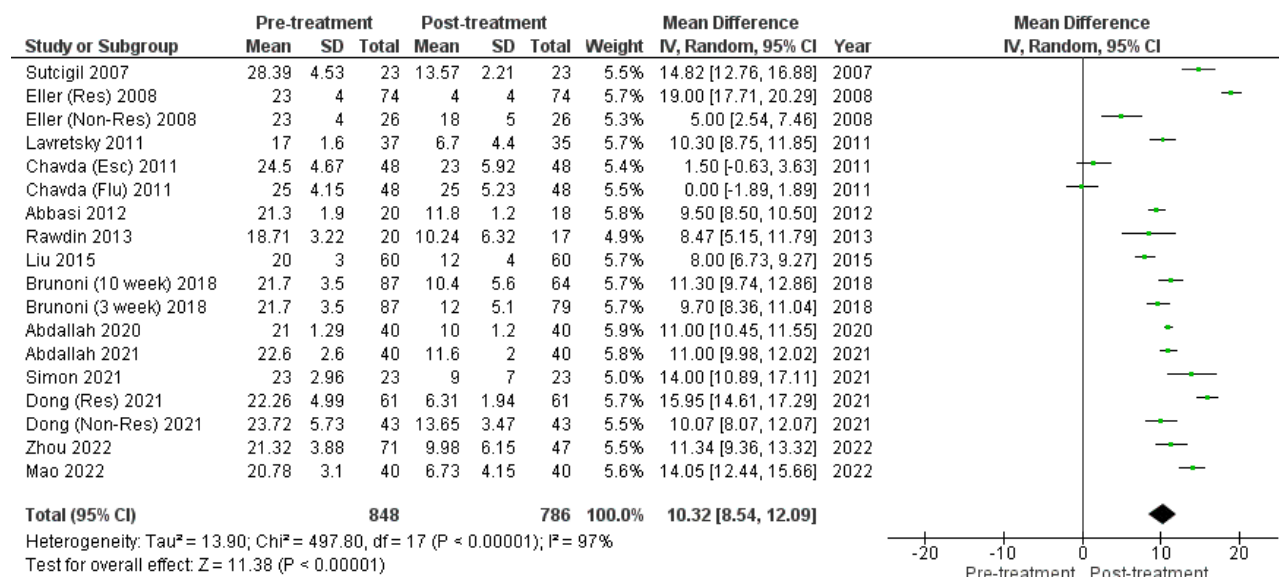 Pre-treatment Post-treatment Mean Difference Mean Difference
Study or Subgroup Mean SD Total Mean SD Total Weight IV, Random, 95% CI Year IV, Random, 95% CI
Sutcigil 2007 28.39 4.53 23 13.57 2.21 23 5.5% 14.82 [12.76, 16.88] 2007
Eller (Res) 2008 23 4 74 4 4 74 5.7% 19.00 [17.71, 20.29] 2008
Eller (Non-Res) 2008 23 4 26 18 5 26 5.3% 5.00 [2.54, 7.46] 2008
Lavretsky 2011 17 1.6 37 6.7 4.4 35 5.6% 10.30 [8.75, 11.85] 2011
Chavda (Esc) 2011 24.5 4.67 48 23 5.92 48 5.4% 1.50 [-0.63, 3.63] 2011
Chavda (Flu) 2011 25 4.15 48 25 5.23 48 5.5% 0.00 [-1.89, 1.89] 2011
Abbasi 2012 21.3 1.9 20 11.8 1.2 18 5.8% 9.50 [8.50, 10.50] 2012
Rawdin 2013 18.71 3.22 20 10.24 6.32 17 4.9% 8.47 [5.15, 11.79] 2013
Liu 2015 20 3 60 12 4 60 5.7% 8.00 [6.73, 9.27] 2015
Brunoni (10 week) 2018 21.7 3.5 87 10.4 5.6 64 5.6% 11.30 [9.74, 12.86] 2018
Brunoni (3 week) 2018 21.7 3.5 87 12 5.1 79 5.7% 9.70 [8.36, 11.04] 2018
Abdallah 2020 21 1.29 40 10 1.2 40 5.9% 11.00 [10.45, 11.55] 2020
Abdallah 2021 22.6 2.6 40 11.6 2 40 5.8% 11.00 [9.98, 12.02] 2021
Simon 2021 23 2.96 23 9 7 23 5.0% 14.00 [10.89, 17.11] 2021
Dong (Res) 2021 22.26 4.99 61 6.31 1.94 61 5.7% 15.95 [14.61, 17.29] 2021
Dong (Non-Res) 2021 23.72 5.73 43 13.65 3.47 43 5.5% 10.07 [8.07, 12.07] 2021
Zhou 2022 21.32 3.88 71 9.98 6.15 47 5.5% 11.34 [9.36, 13.32] 2022
Mao 2022 20.78 3.1 40 6.73 4.15 40 5.6% 14.05 [12.44, 15.66] 2022
Total (95% CI) 848 786 100.0% 10.32 [8.54, 12.09]
Heterogeneity: Tau² = 13.90; Chi² = 497.80, df = 17 (P < 0.00001); I² = 97%
Test for overall effect: Z = 11.38 (P < 0.00001)
-20 -10 0 10 20
Pre-treatment Post-treatment